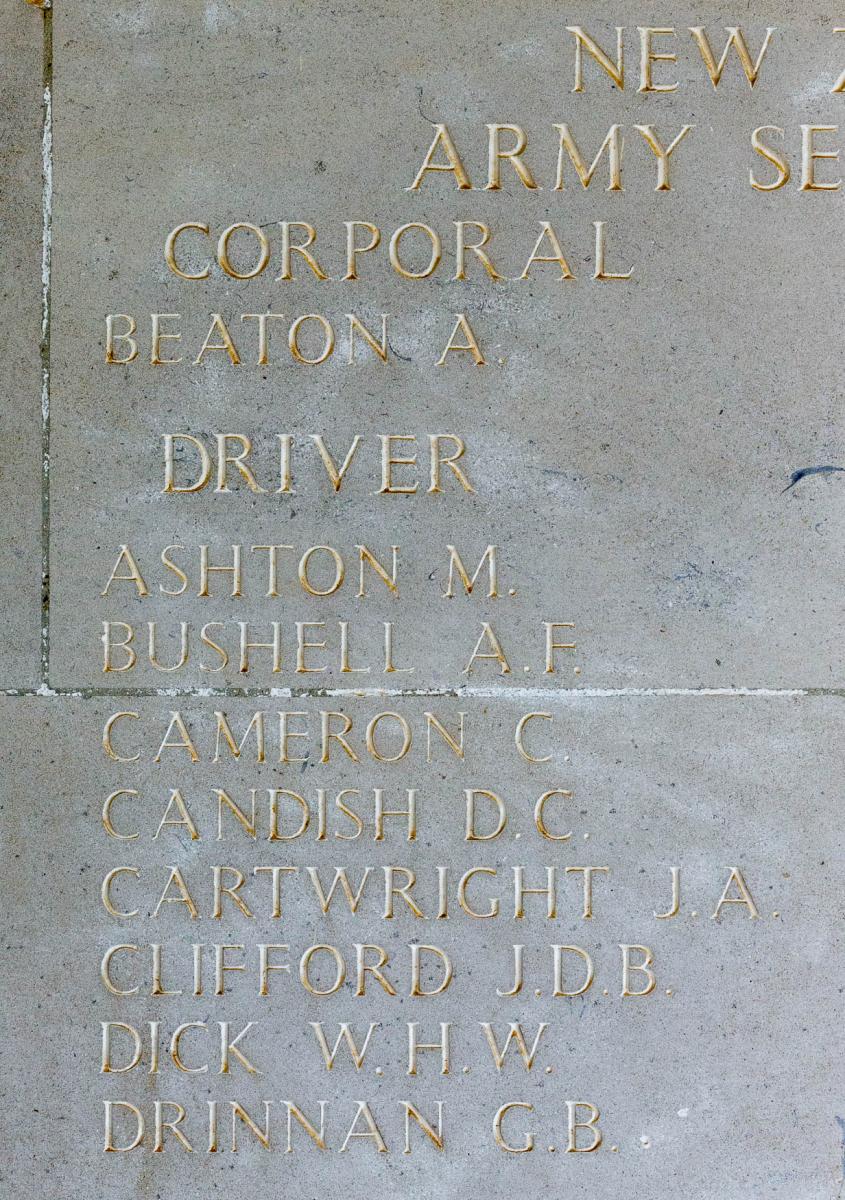 NEW
ARMY SE
CORPORAL
BEATON A.
DRIVER
ASHTON M.
BUSHELL A.F.
CAMERON C.
CANDISH D.C.
CARTWRIGHT J.A.
CLIFFORD J.D.B.
DICK W.H.W.
DRINNAN G.B.